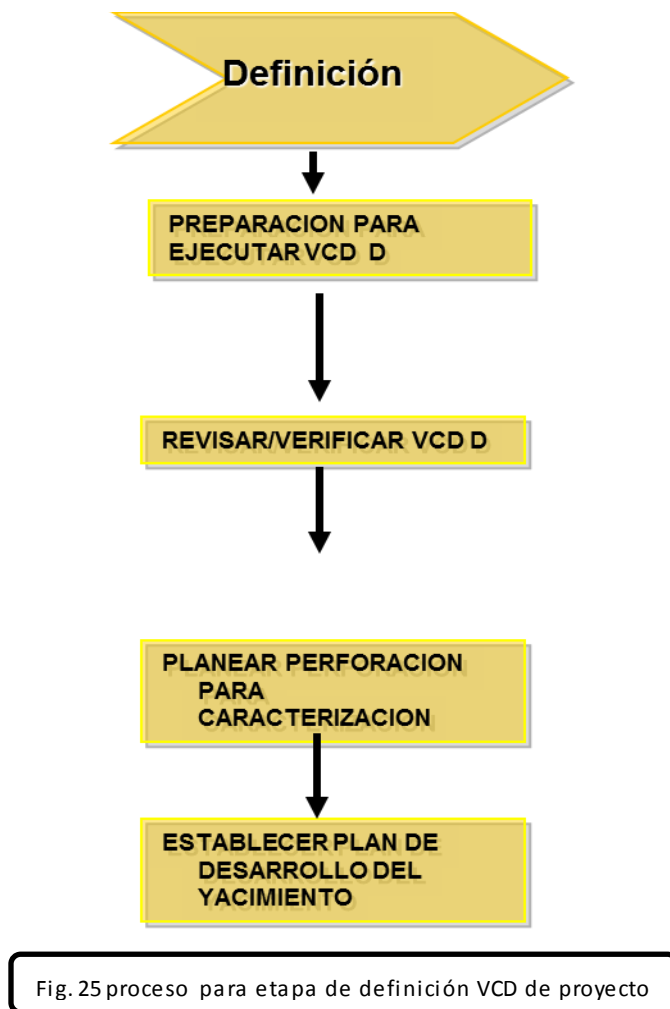 Definición
PREPARACION PARA
EJECUTAR VCD D
REVISAR/VERIFICAR VCD D
PLANEAR PERFORACION
PARA
CARACTERIZACION
ESTABLECER PLAN DE
DESARROLLO DEL
YACIMIENTO
Fig. 25 proceso para etapa de definición VCD de proyecto